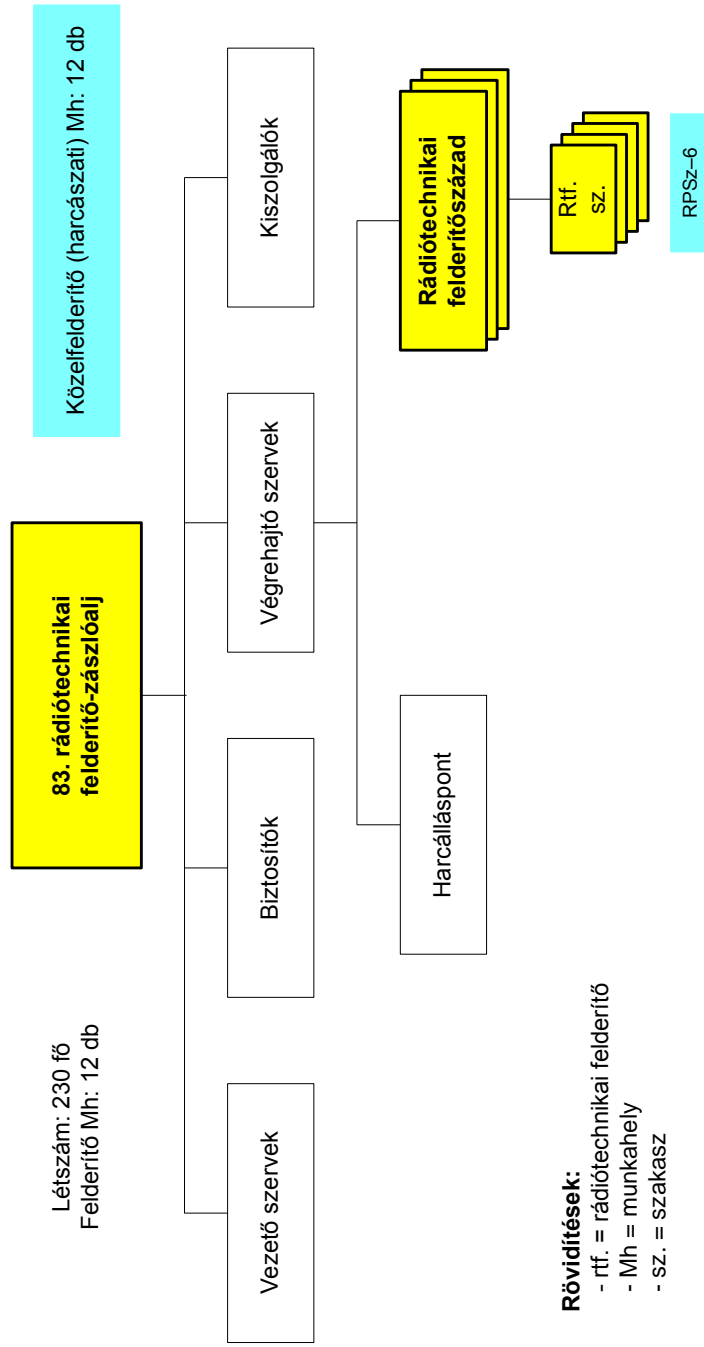 Létszám: 230 fő
Felderítő Mh: 12 db
83. rádiótechnikai
felderítő-zászlóalj
Közelfelderítő (harcászati) Mh: 12 db
Vezető szervek
Biztosítók
Végrehajtó szervek
Kiszolgálók
Harcálláspont
Rádiótechnikai
felderítőszázad
Rtf.
sz.
RPSz–6
Rövidítések:
- rtf. = rádiótechnikai felderítő
- Mh = munkahely
- sz. = szakasz